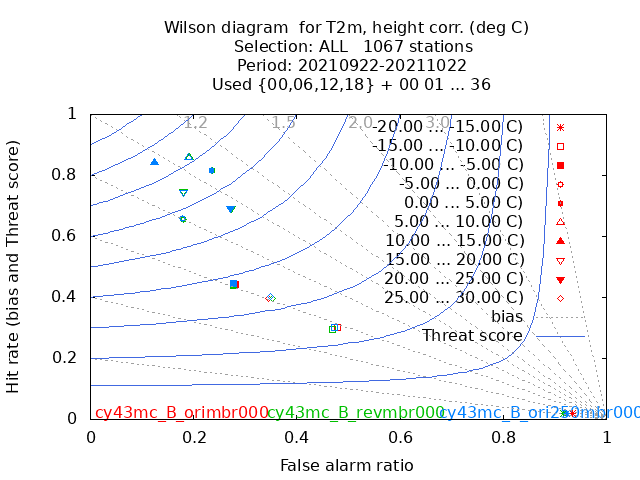 Wilson diagram  for T2m, height corr. (deg C)
Selection: ALL   1067 stations
Period: 20210922-20211022
Used {00,06,12,18} + 00 01 ... 36
Hit rate (bias and Threat score)
1
0.8
0.6
0.4
0.2
0
1.2
1.5
2.0
3.0
-20.00 ... -15.00 C)
-15.00 ... -10.00 C)
-10.00 ... -5.00 C)
-5.00 ... 0.00 C)
0.00 ... 5.00 C)
5.00 ... 10.00 C)
10.00 ... 15.00 C)
15.00 ... 20.00 C)
20.00 ... 25.00 C)
25.00 ... 30.00 C)
bias
Threat score
cy43mc_B_orimbr000
cy43mc_B_revmbr000
cy43mc_B_ori250mbr000
0 0.2 0.4 0.6 0.8 1
False alarm ratio